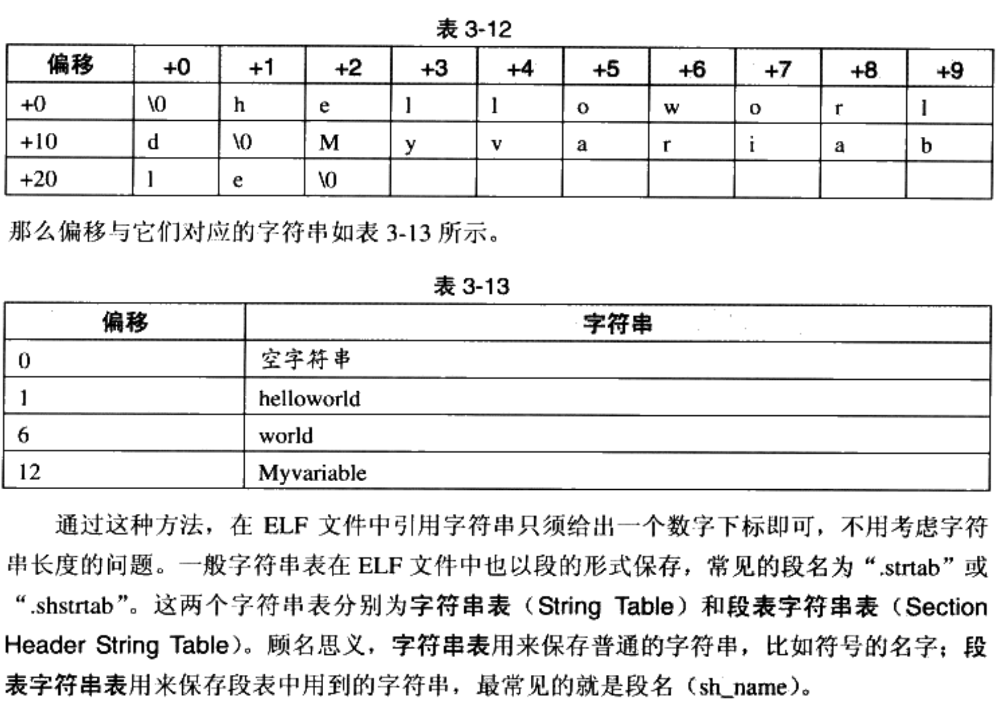 表 3-12
偏移 +0 +1 +2 +3 +4 +5 +6 +7 +8 +9
+0 \0 h e l l o w o r l
+10 d \0 M y v a r i a b
+20 l e \0
那么偏移与它们对应的字符串如表 3-13 所示。
表 3-13
偏移 字符串
0 空字符串
1 helloworld
6 world
12 Myvariable
通过这种方法，在 ELF 文件中引用字符串只须给出一个数字下标即可，不用考虑字符
串长度的问题。一般字符串表在 ELF 文件中也以段的形式保存，常见的段名为“.strtab”或
“.shstrtab”。这两个字符串表分别为字符串表（String Table）和段表字符串表（Section
Header String Table）。顾名思义，字符串表用来保存普通的字符串，比如符号的名字；段
表字符串表用来保存段表中用到的字符串，最常见的就是段名（sh_name）。